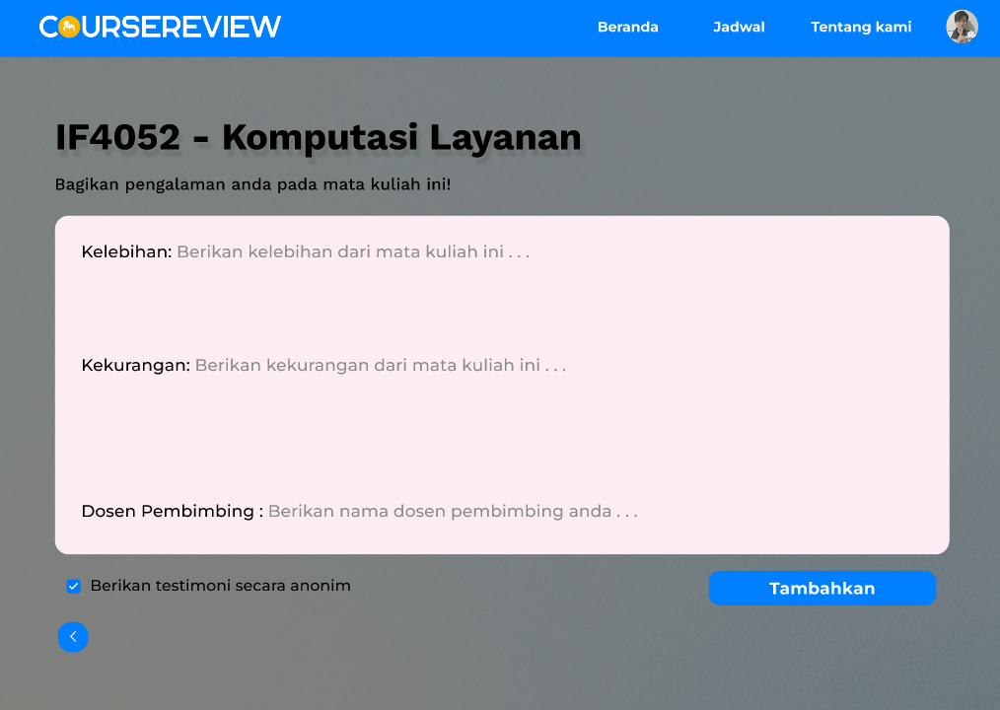 COURSEREVIEW
Beranda Jadwal Tentang kami
IF4052 - Komputasi Layanan
Bagikan pengalaman anda pada mata kuliah ini!
Kelebihan: Berikan kelebihan dari mata kuliah ini . . .
Kekurangan: Berikan kekurangan dari mata kuliah ini . . .
Dosen Pembimbing : Berikan nama dosen pembimbing anda . . .
Berikan testimoni secara anonim
Tambahkan